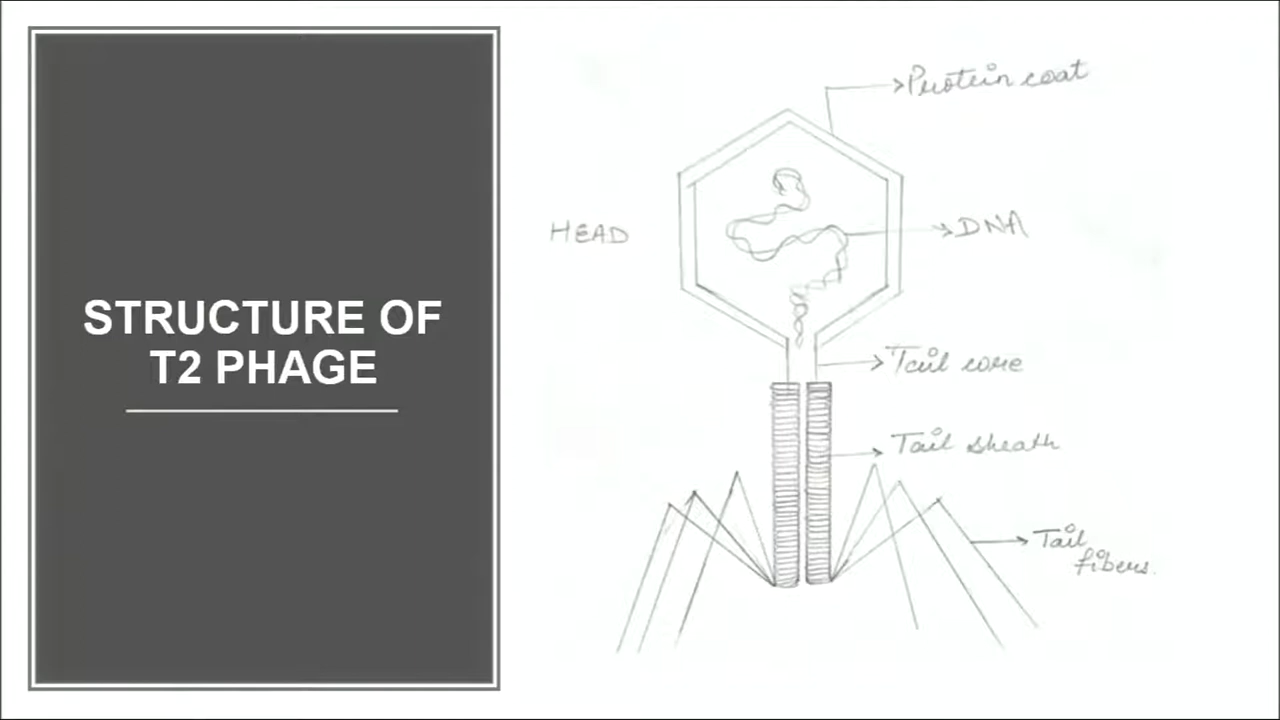 STRUCTURE OF
T2 PHAGE
Protein coat
HEAD
DNA
Tail core
Tail sheath
Tail
fibers.